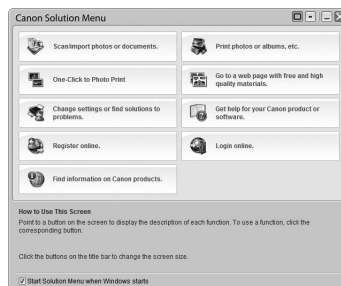 Canon Solution Menu
Scan/Import photos or documents.
Print photos or albums, etc.
One-Click to Photo Print
Go to a web page with free and high
quality materials.
Change settings or find solutions to
problems.
Get help for your Canon product or
software.
Register online.
Login online.
Find information on Canon products.
How to Use This Screen
Point to a button on the screen to display the description of each function. To use a function, click the
corresponding button.
Click the buttons on the title bar to change the screen size.
Start Solution Menu when Windows starts